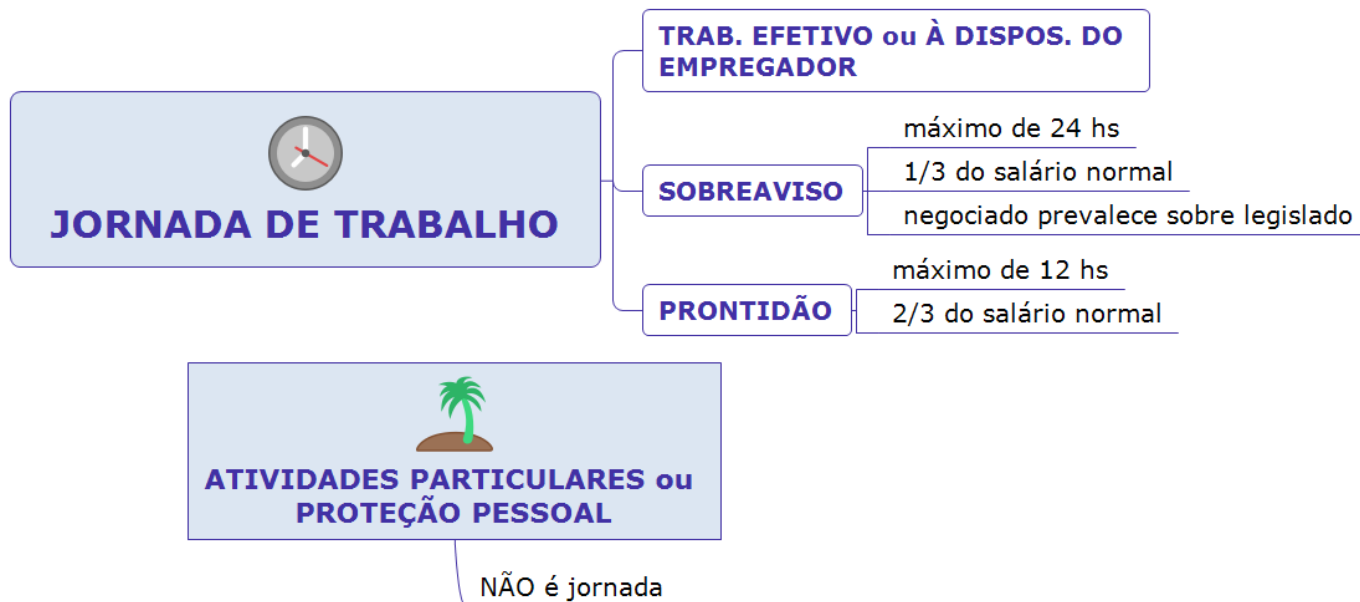 JORNADA DE TRABALHO
TRAB. EFETIVO ou À DISPOS. DO
EMPREGADOR
SOBREAVISO
máximo de 24 hs
1/3 do salário normal
negociado prevalece sobre legislado
PRONTIDÃO
máximo de 12 hs
2/3 do salário normal
ATIVIDADES PARTICULARES ou
PROTEÇÃO PESSOAL
NÃO é jornada